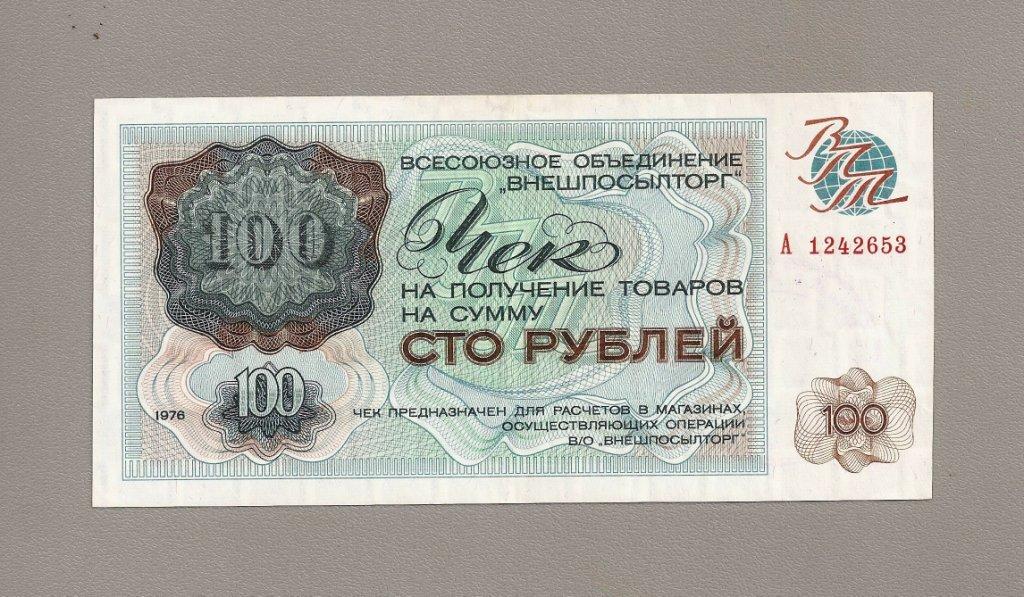 100
ВСЕСОЮЗНОЕ ОБЪЕДИНЕНИЕ
„ВНЕШПОСЫЛТОРГ“
Чек
НА ПОЛУЧЕНИЕ ТОВАРОВ
НА СУММУ
СТО РУБЛЕЙ
ВПТ
А 1242653
100
1976
ЧЕК ПРЕДНАЗНАЧЕН ДЛЯ РАСЧЕТОВ В МАГАЗИНАХ,
ОСУЩЕСТВЛЯЮЩИХ ОПЕРАЦИИ
В/О „ВНЕШПОСЫЛТОРГ“
100